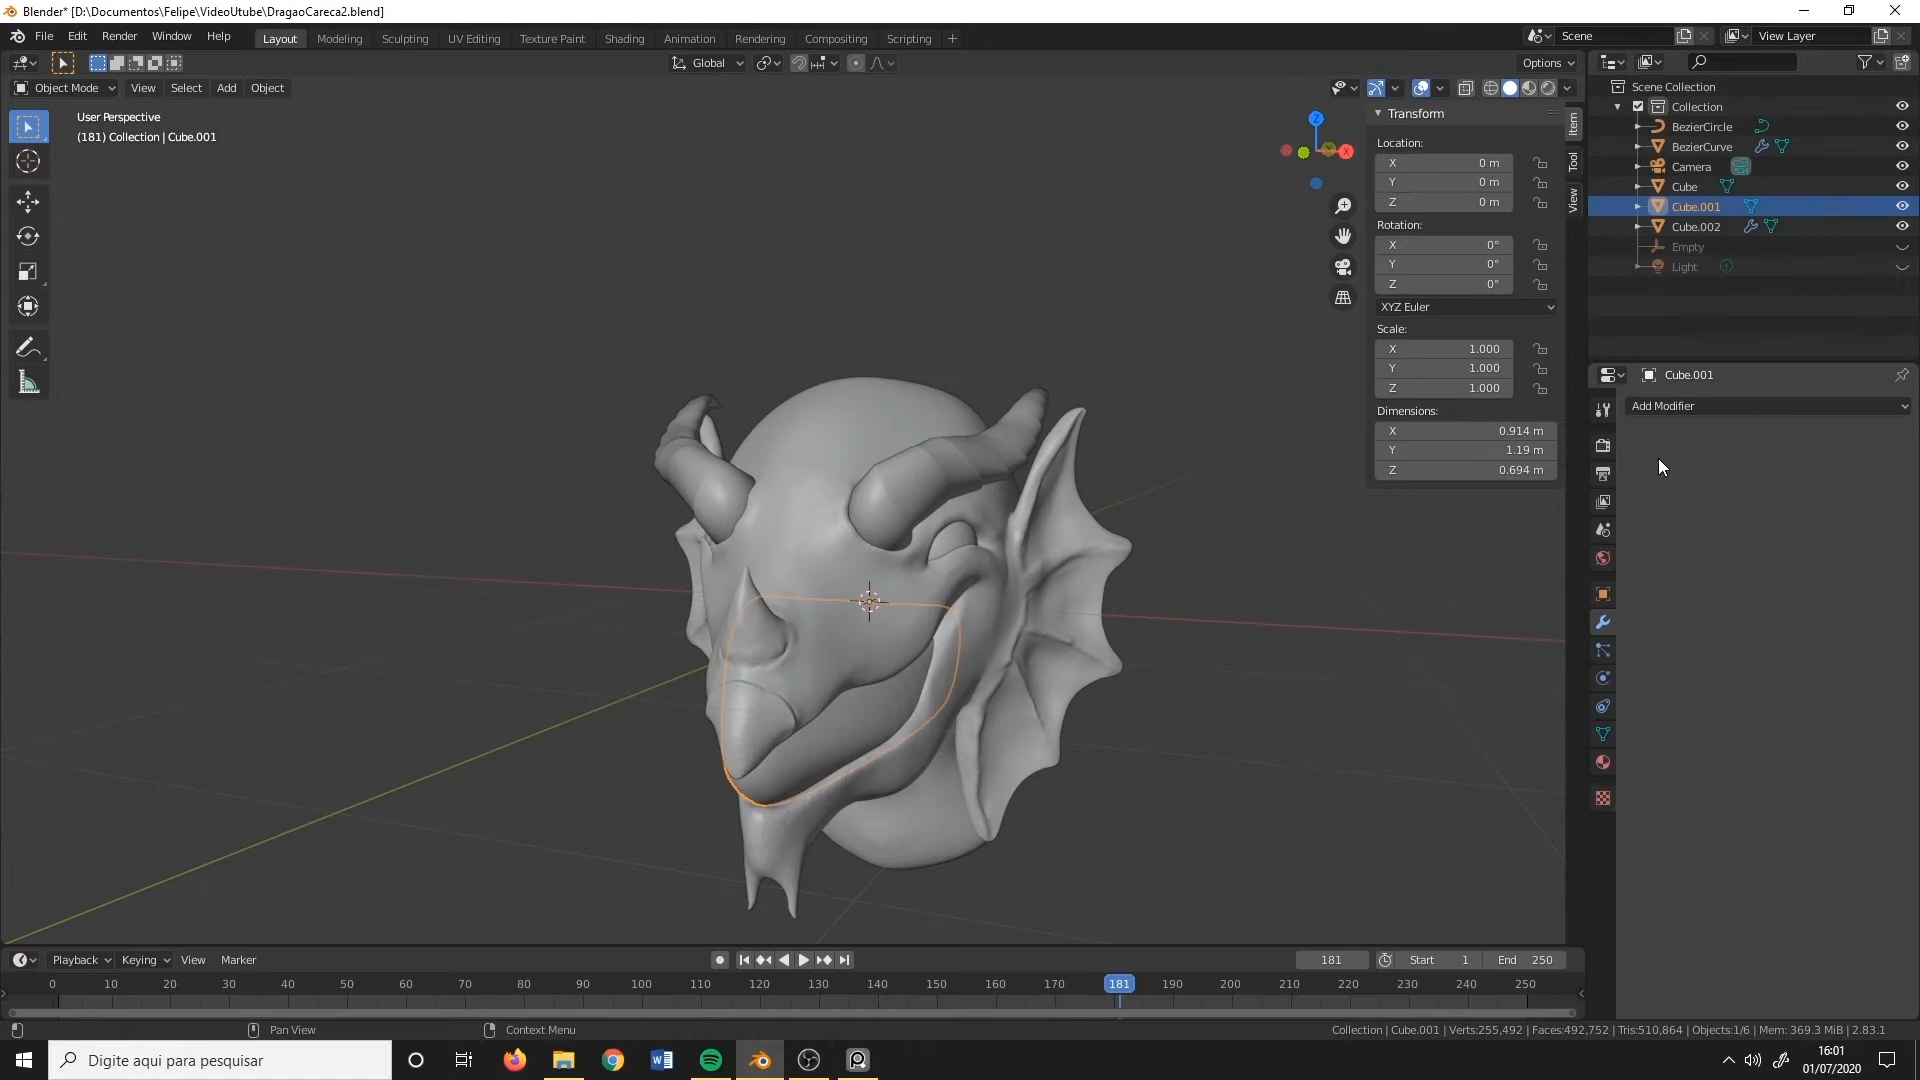 Blender* [D:\Documentos\Felipe\VideoUtube\DragaoCareca2.blend]
File Edit Render Window Help
Layout Modeling Sculpting UV Editing Texture Paint Shading Animation Rendering Compositing Scripting +
Scene
View Layer
Global
Options
Object Mode View Select Add Object
User Perspective
(181) Collection | Cube.001
Z
X
Y
Transform
Location:
X 0 m
Y 0 m
Z 0 m
Rotation:
X 0°
Y 0°
Z 0°
XYZ Euler
Scale:
X 1.000
Y 1.000
Z 1.000
Dimensions:
X 0.914 m
Y 1.19 m
Z 0.694 m
Item
Tool
View
Scene Collection
Collection
BezierCircle
BezierCurve
Camera
Cube
Cube.001
Cube.002
Empty
Light
Cube.001
Add Modifier
Playback Keying View Marker
181 Start 1 End 250
0 10 20 30 40 50 60 70 80 90 100 110 120 130 140 150 160 170 181 190 200 210 220 230 240 250
Pan View
Context Menu
Collection | Cube.001 | Verts:255,492 | Faces:492,752 | Tris:510,864 | Objects:1/6 | Mem: 369.3 MiB | 2.83.1
Digite aqui para pesquisar
16:01
01/07/2020